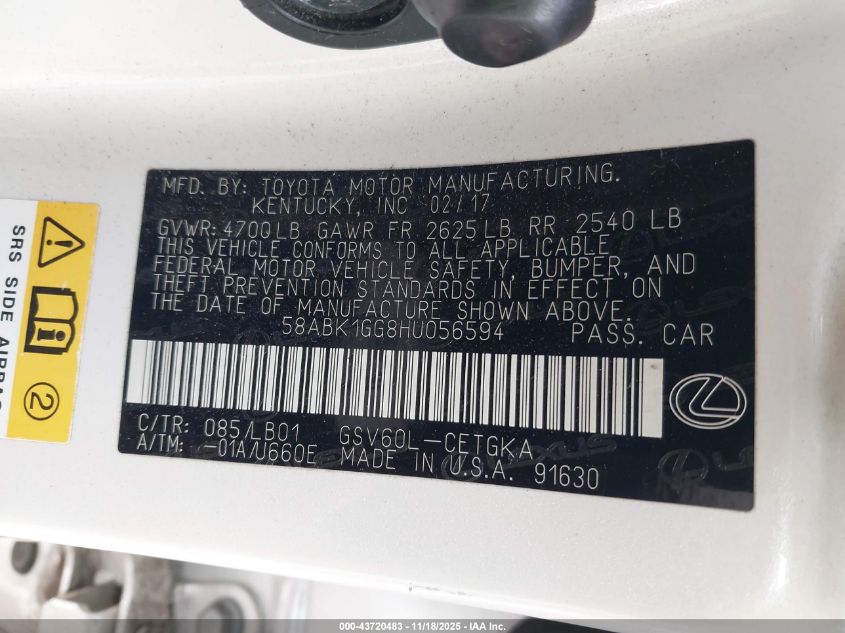 MFD. BY: TOYOTA MOTOR MANUFACTURING.
KENTUCKY, INC 02/17
GVWR: 4700LB GAWR FR 2625LB RR 2540 LB
THIS VEHICLE CONFORMS TO ALL APPLICABLE
FEDERAL MOTOR VEHICLE SAFETY, BUMPER, AND
THEFT PREVENTION STANDARDS IN EFFECT ON
THE DATE OF MANUFACTURE SHOWN ABOVE.
58ABK1GG8HU056594 PASS. CAR
C/TR: 085/LB01 GSV60L-CETGKA
A/TM: -01A/U660E MADE IN U.S.A. 91630
SRS SIDE AIRBAG
2
000-43720483 - 11/18/2025 - IAA Inc.